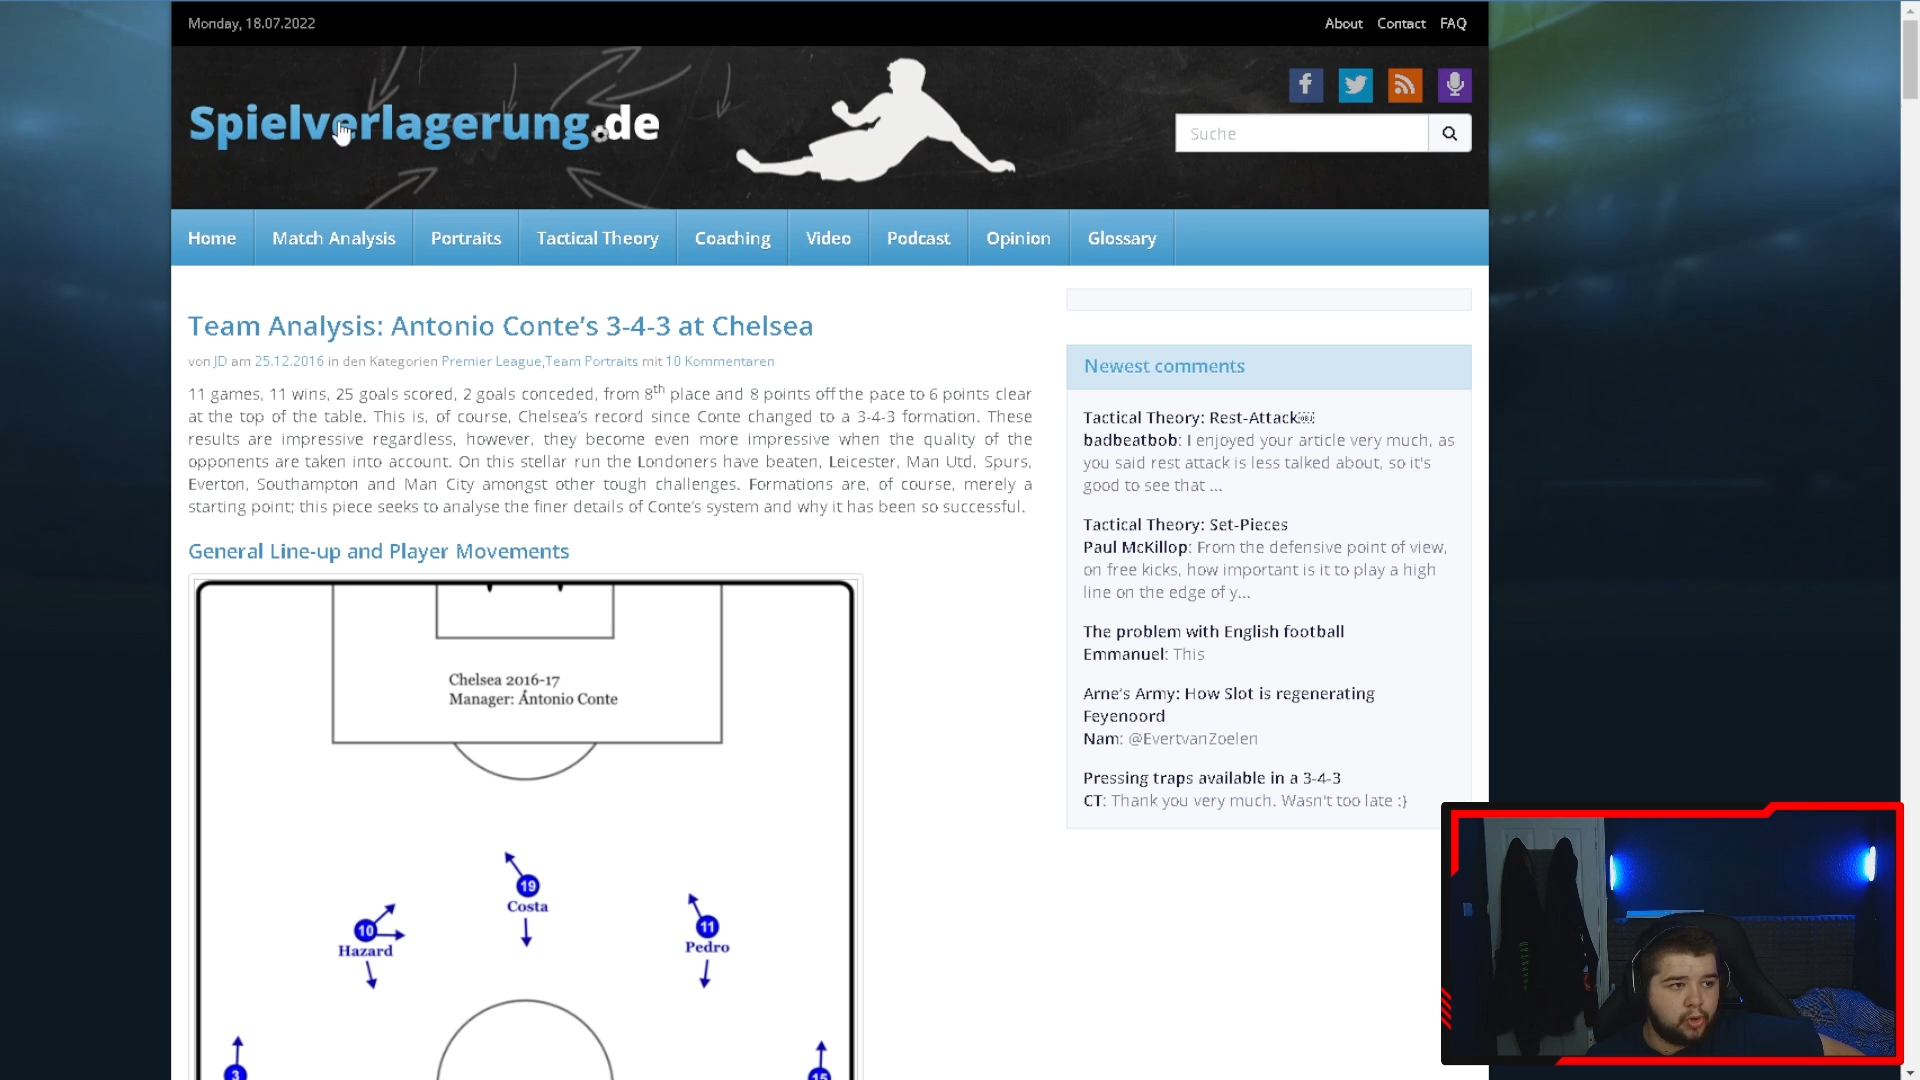 Monday, 18.07.2022
About Contact FAQ
Spielverlagerung.de
Suche
Home Match Analysis Portraits Tactical Theory Coaching Video Podcast Opinion Glossary
Team Analysis: Antonio Conte’s 3-4-3 at Chelsea
von JD am 25.12.2016 in den Kategorien Premier League,Team Portraits mit 10 Kommentaren
11 games, 11 wins, 25 goals scored, 2 goals conceded, from 8th place and 8 points off the pace to 6 points clear
at the top of the table. This is, of course, Chelsea’s record since Conte changed to a 3-4-3 formation. These
results are impressive regardless, however, they become even more impressive when the quality of the
opponents are taken into account. On this stellar run the Londoners have beaten, Leicester, Man Utd, Spurs,
Everton, Southampton and Man City amongst other tough challenges. Formations are, of course, merely a
starting point; this piece seeks to analyse the finer details of Conte’s system and why it has been so successful.
General Line-up and Player Movements
Chelsea 2016-17
Manager: Antonio Conte
19
Costa
10
Hazard
11
Pedro
3
15
Newest comments
Tactical Theory: Rest-Attack
badbeatbob: I enjoyed your article very much, as
you said rest attack is less talked about, so it's
good to see that ...
Tactical Theory: Set-Pieces
Paul McKillop: From the defensive point of view,
on free kicks, how important is it to play a high
line on the edge of y...
The problem with English football
Emmanuel: This
Arne's Army: How Slot is regenerating
Feyenoord
Nam: @EvertvanZoelen
Pressing traps available in a 3-4-3
CT: Thank you very much. Wasn't too late :}